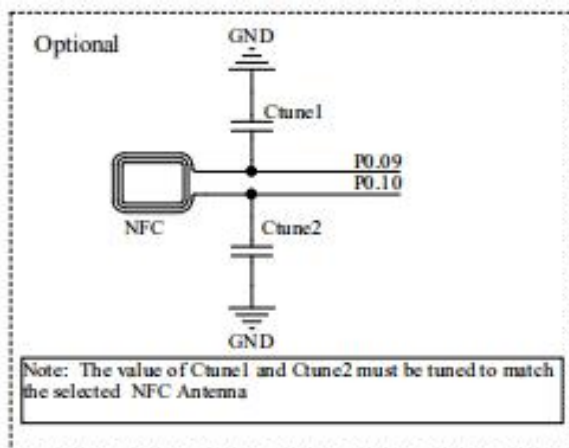 Optional
GND
Ctune1
P0.09
P0.10
NFC
Ctune2
GND
Note: The value of Ctune1 and Ctune2 must be tuned to match
the selected NFC Antenna